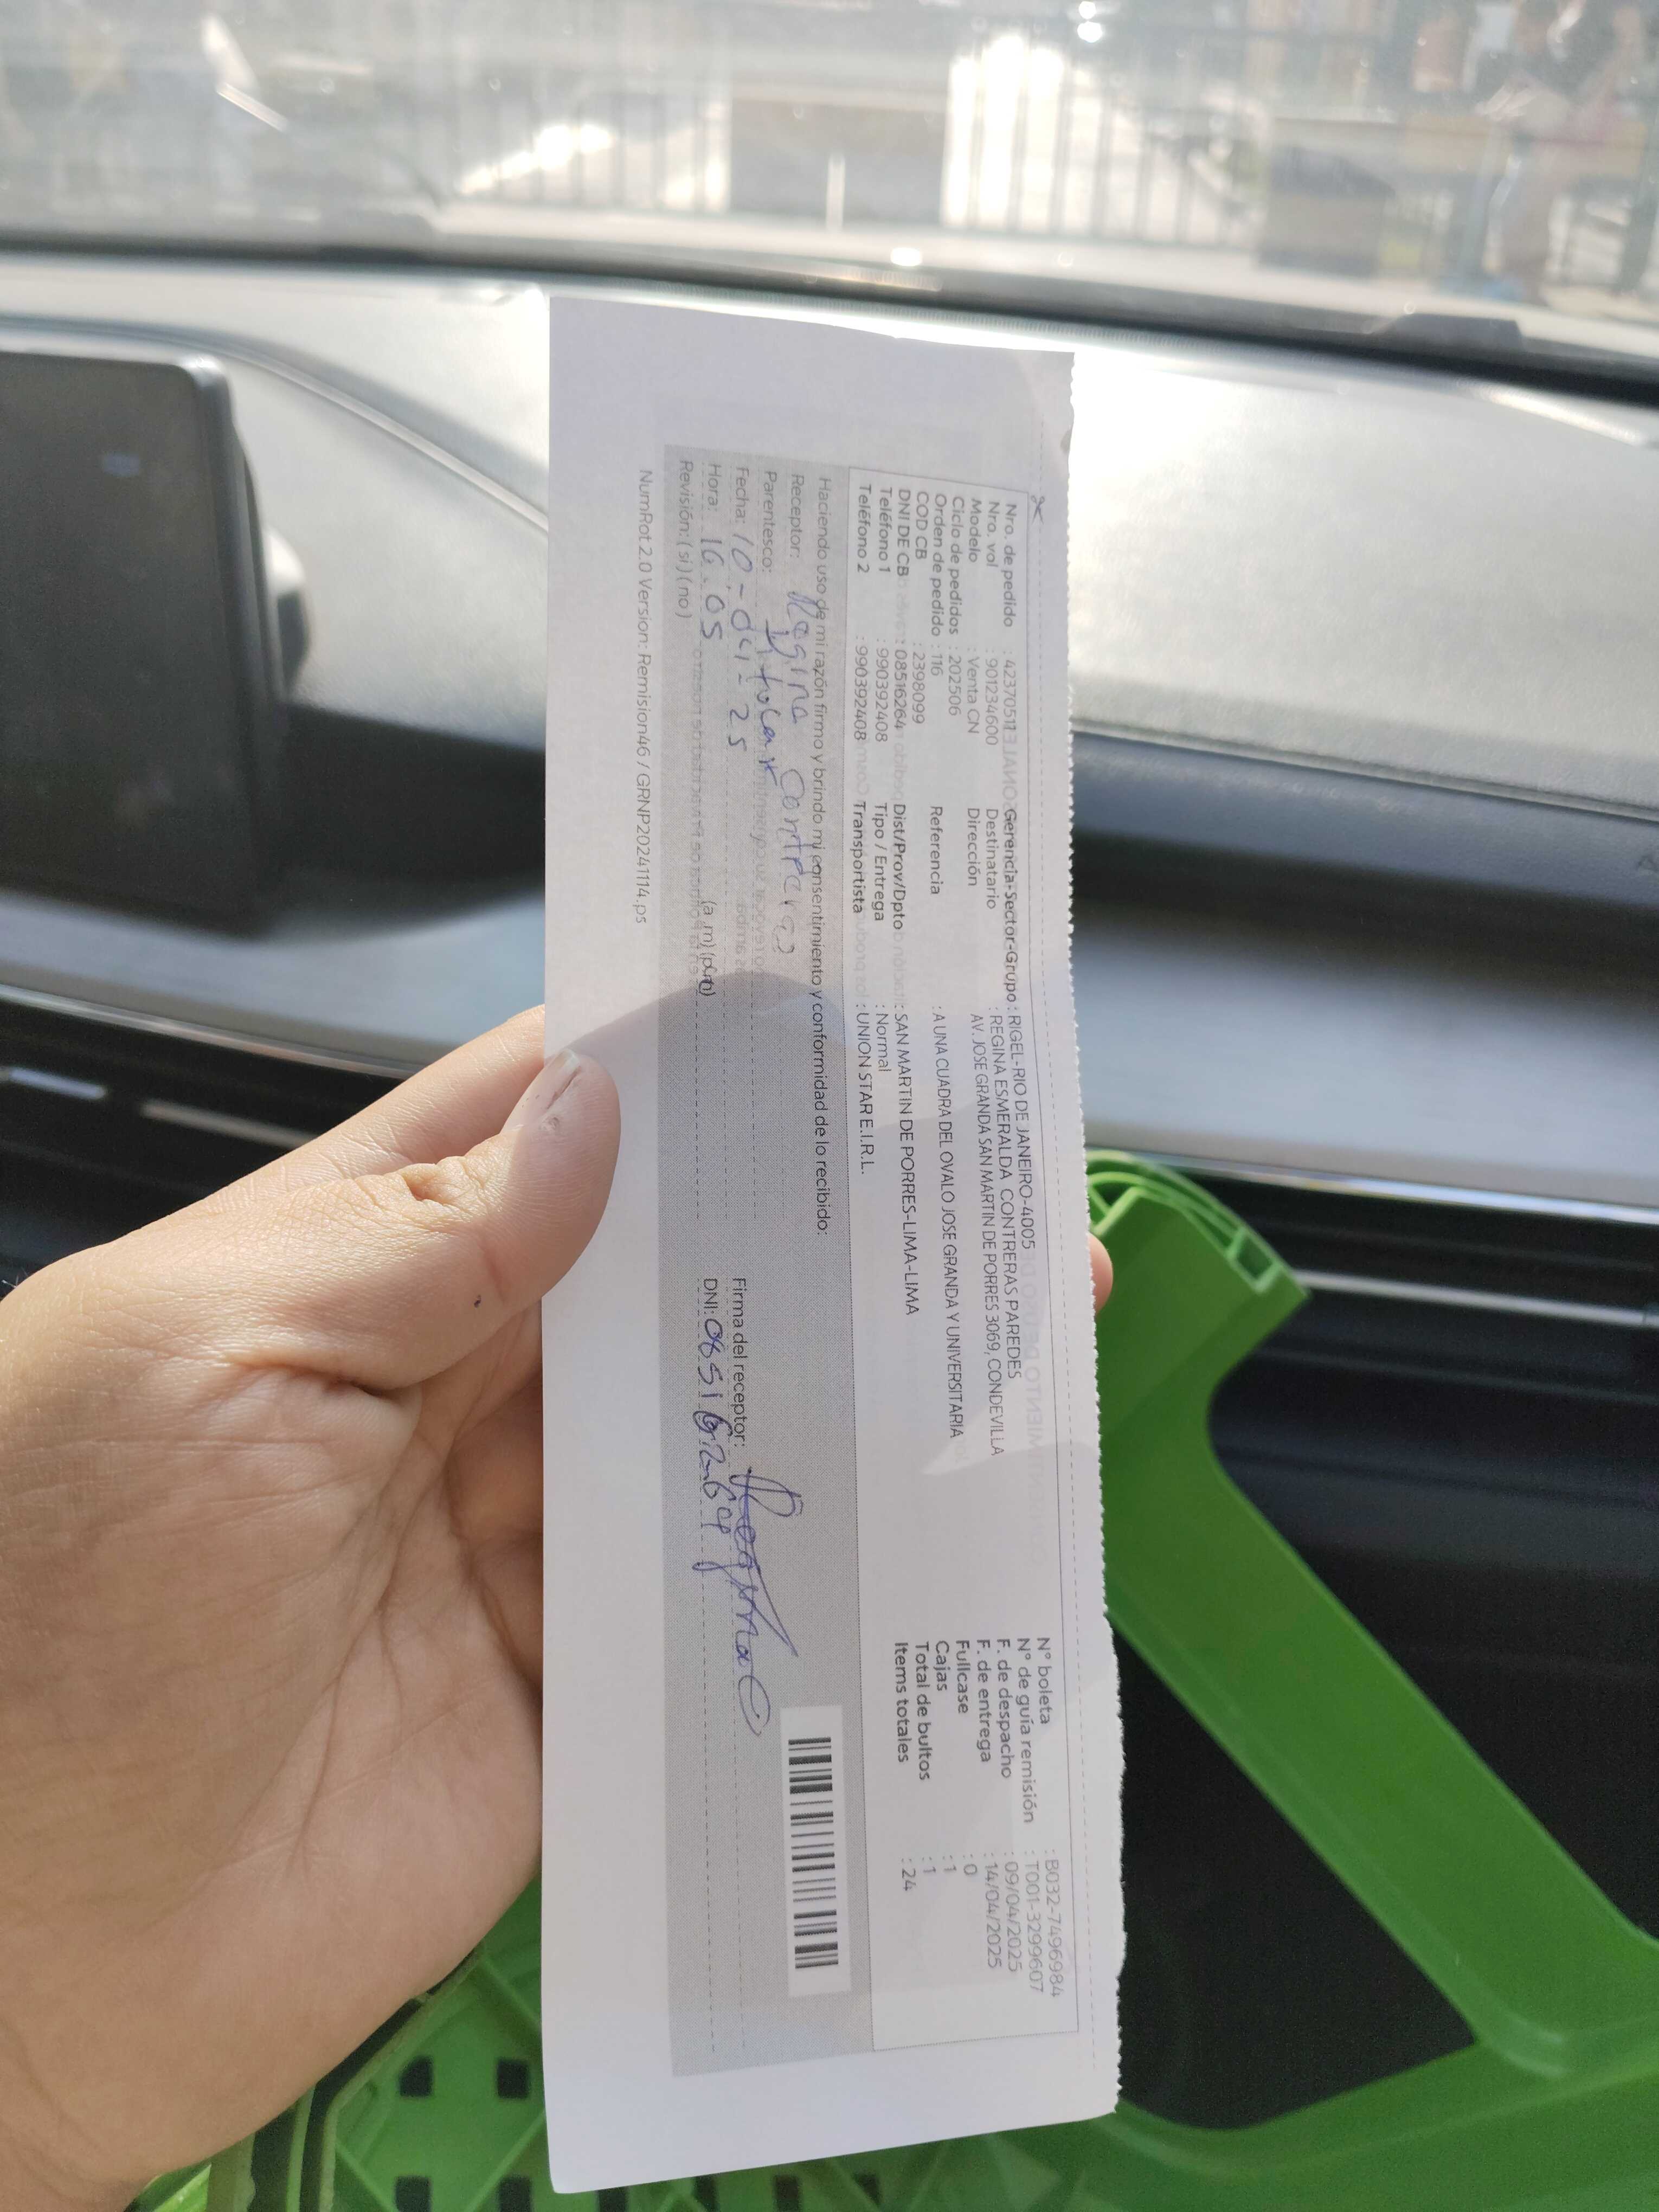 Nro. de pedido : 423705111
Nro. vol : 901234600
Modelo : Venta CN
Ciclo de pedidos : 202506
Orden de pedido : 116
COD CB : 2398099
DNI DE CB : 08516264
Teléfono 1 : 990392408
Teléfono 2 : 990392408
Gerencia-Sector-Grupo : RIGEL-RIO DE JANEIRO-4005
Destinatario : REGINA ESMERALDA CONTRERAS PAREDES
Dirección AV. JOSE GRANDA SAN MARTIN DE PORRES 3069, CONDEVILLA
Referencia : A UNA CUADRA DEL OVALO JOSE GRANDA Y UNIVERSITARIA
Dist/Prov/Dpto : SAN MARTIN DE PORRES-LIMA-LIMA
Tipo / Entrega : Normal
Transportista : UNION STAR E.I.R.L.
N° boleta : B032-7496984
N° de guía remisión : T001-3299607
F. de despacho : 09/04/2025
F. de entrega : 14/04/2025
Fullcase : 0
Cajas : 1
Total de bultos : 1
Items totales : 24
Haciendo uso de mi razón firmo y brindo mi consentimiento y conformidad de lo recibido:
Receptor: Regina Contreras
Parentesco: titular
Fecha: 10-04-25
Hora: 16:05 (a.m) (p.m)
Revisión: ( si ) ( no )
Firma del receptor:
DNI: 08516264
NumRot 2.0 Version: Remision46 / GRNP20241114.ps